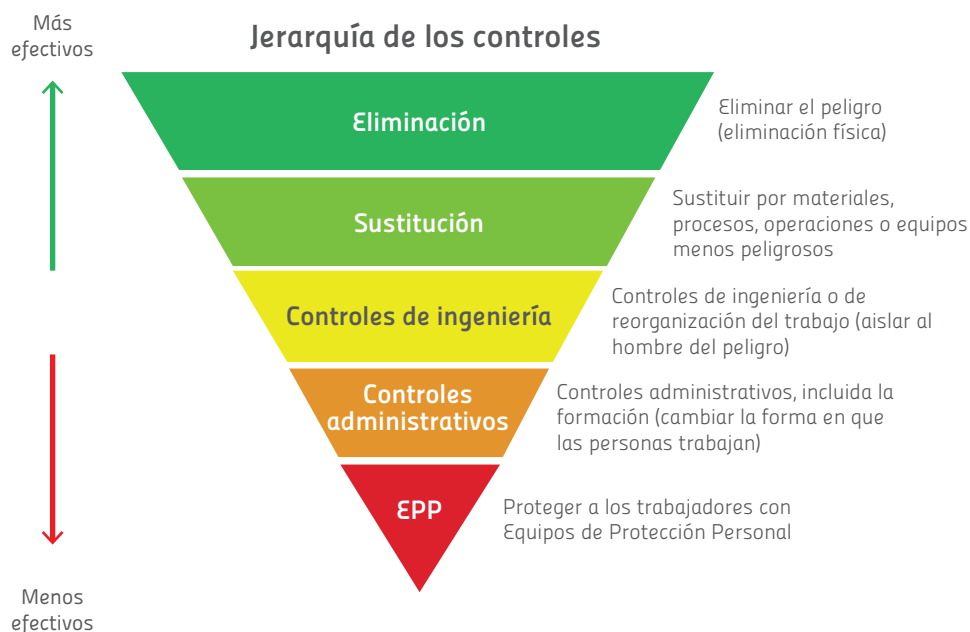 Más
efectivos
Jerarquía de los controles
Eliminación
Eliminar el peligro
(eliminación física)
Sustitución
Sustituir por materiales,
procesos, operaciones o equipos
menos peligrosos
Controles de ingeniería
Controles de ingeniería o de
reorganización del trabajo (aislar al
hombre del peligro)
Controles
administrativos
Controles administrativos, incluida la
formación (cambiar la forma en que
las personas trabajan)
EPP
Proteger a los trabajadores con
Equipos de Protección Personal
Menos
efectivos